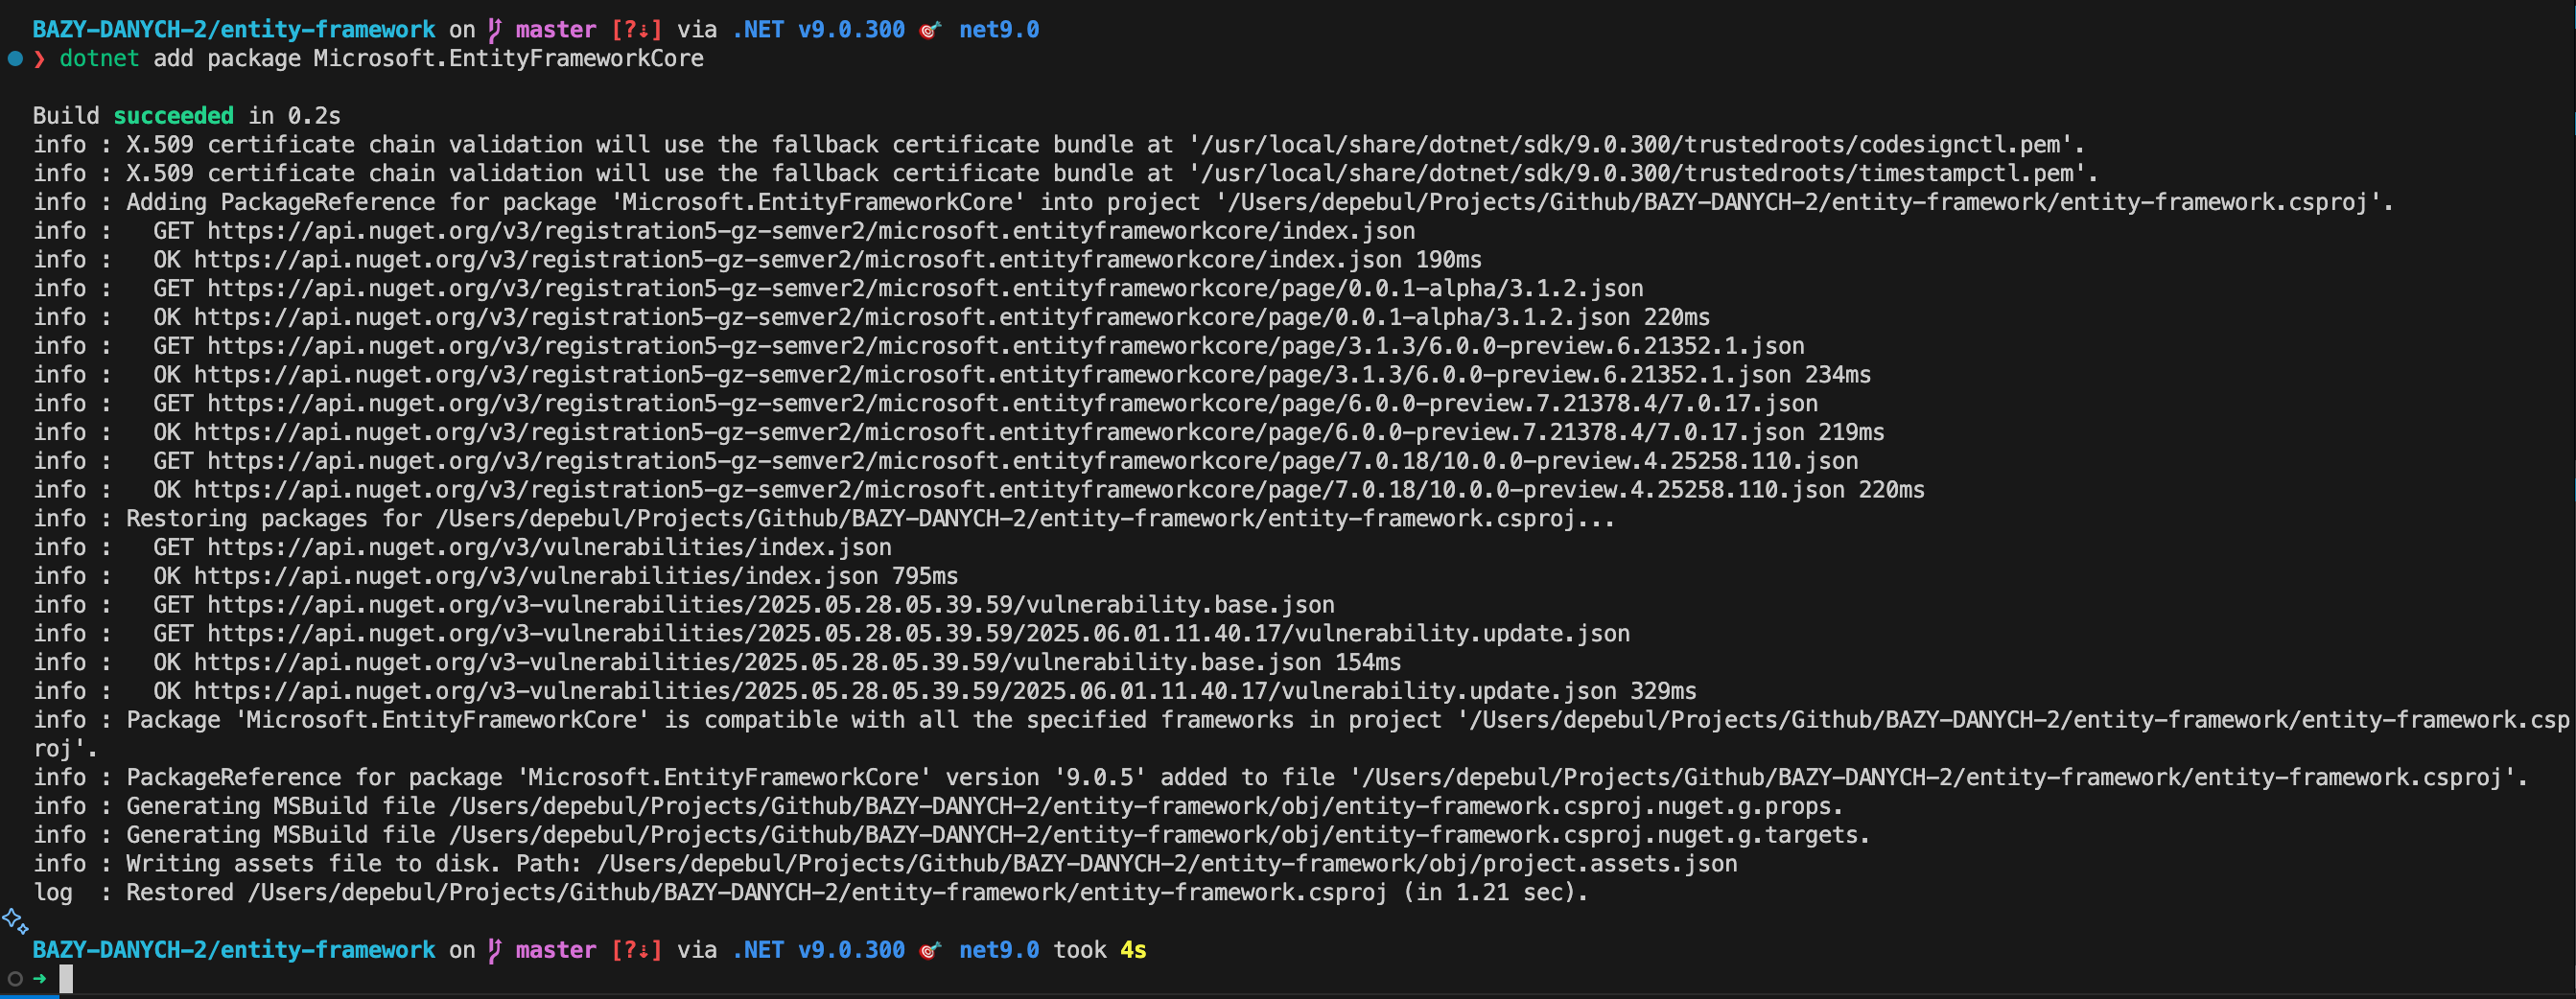 BAZY-DANYCH-2/entity-framework on master [?⇣] via .NET v9.0.300 🎯 net9.0
❯ dotnet add package Microsoft.EntityFrameworkCore
Build succeeded in 0.2s
info : X.509 certificate chain validation will use the fallback certificate bundle at '/usr/local/share/dotnet/sdk/9.0.300/trustedroots/codesignctl.pem'.
info : X.509 certificate chain validation will use the fallback certificate bundle at '/usr/local/share/dotnet/sdk/9.0.300/trustedroots/timestampctl.pem'.
info : Adding PackageReference for package 'Microsoft.EntityFrameworkCore' into project '/Users/depebul/Projects/Github/BAZY-DANYCH-2/entity-framework/entity-framework.csproj'.
info :   GET https://api.nuget.org/v3/registration5-gz-semver2/microsoft.entityframeworkcore/index.json
info :   OK https://api.nuget.org/v3/registration5-gz-semver2/microsoft.entityframeworkcore/index.json 190ms
info :   GET https://api.nuget.org/v3/registration5-gz-semver2/microsoft.entityframeworkcore/page/0.0.1-alpha/3.1.2.json
info :   OK https://api.nuget.org/v3/registration5-gz-semver2/microsoft.entityframeworkcore/page/0.0.1-alpha/3.1.2.json 220ms
info :   GET https://api.nuget.org/v3/registration5-gz-semver2/microsoft.entityframeworkcore/page/3.1.3/6.0.0-preview.6.21352.1.json
info :   OK https://api.nuget.org/v3/registration5-gz-semver2/microsoft.entityframeworkcore/page/3.1.3/6.0.0-preview.6.21352.1.json 234ms
info :   GET https://api.nuget.org/v3/registration5-gz-semver2/microsoft.entityframeworkcore/page/6.0.0-preview.7.21378.4/7.0.17.json
info :   OK https://api.nuget.org/v3/registration5-gz-semver2/microsoft.entityframeworkcore/page/6.0.0-preview.7.21378.4/7.0.17.json 219ms
info :   GET https://api.nuget.org/v3/registration5-gz-semver2/microsoft.entityframeworkcore/page/7.0.18/10.0.0-preview.4.25258.110.json
info :   OK https://api.nuget.org/v3/registration5-gz-semver2/microsoft.entityframeworkcore/page/7.0.18/10.0.0-preview.4.25258.110.json 220ms
info : Restoring packages for /Users/depebul/Projects/Github/BAZY-DANYCH-2/entity-framework/entity-framework.csproj...
info :   GET https://api.nuget.org/v3/vulnerabilities/index.json
info :   OK https://api.nuget.org/v3/vulnerabilities/index.json 795ms
info :   GET https://api.nuget.org/v3-vulnerabilities/2025.05.28.05.39.59/vulnerability.base.json
info :   GET https://api.nuget.org/v3-vulnerabilities/2025.05.28.05.39.59/2025.06.01.11.40.17/vulnerability.update.json
info :   OK https://api.nuget.org/v3-vulnerabilities/2025.05.28.05.39.59/vulnerability.base.json 154ms
info :   OK https://api.nuget.org/v3-vulnerabilities/2025.05.28.05.39.59/2025.06.01.11.40.17/vulnerability.update.json 329ms
info : Package 'Microsoft.EntityFrameworkCore' is compatible with all the specified frameworks in project '/Users/depebul/Projects/Github/BAZY-DANYCH-2/entity-framework/entity-framework.csp
roj'.
info : PackageReference for package 'Microsoft.EntityFrameworkCore' version '9.0.5' added to file '/Users/depebul/Projects/Github/BAZY-DANYCH-2/entity-framework/entity-framework.csproj'.
info : Generating MSBuild file /Users/depebul/Projects/Github/BAZY-DANYCH-2/entity-framework/obj/entity-framework.csproj.nuget.g.props.
info : Generating MSBuild file /Users/depebul/Projects/Github/BAZY-DANYCH-2/entity-framework/obj/entity-framework.csproj.nuget.g.targets.
info : Writing assets file to disk. Path: /Users/depebul/Projects/Github/BAZY-DANYCH-2/entity-framework/obj/project.assets.json
log  : Restored /Users/depebul/Projects/Github/BAZY-DANYCH-2/entity-framework/entity-framework.csproj (in 1.21 sec).
BAZY-DANYCH-2/entity-framework on master [?⇣] via .NET v9.0.300 🎯 net9.0 took 4s
➜